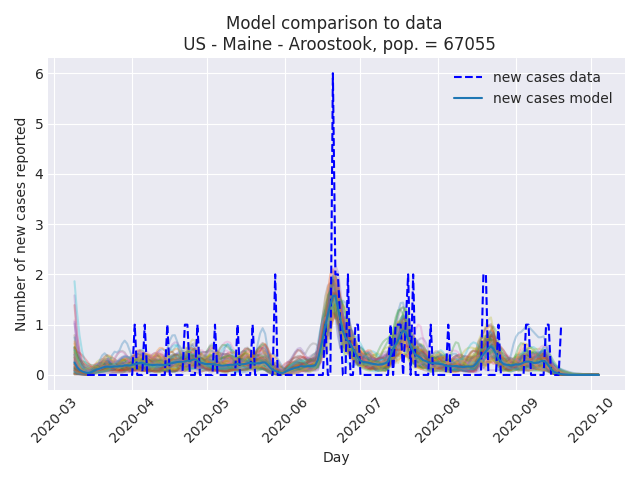 Model comparison to data
US - Maine - Aroostook, pop. = 67055
new cases data
new cases model
Number of new cases reported
6
5
4
3
2
1
0
2020-03
2020-04
2020-05
2020-06
2020-07
2020-08
2020-09
2020-10
Day